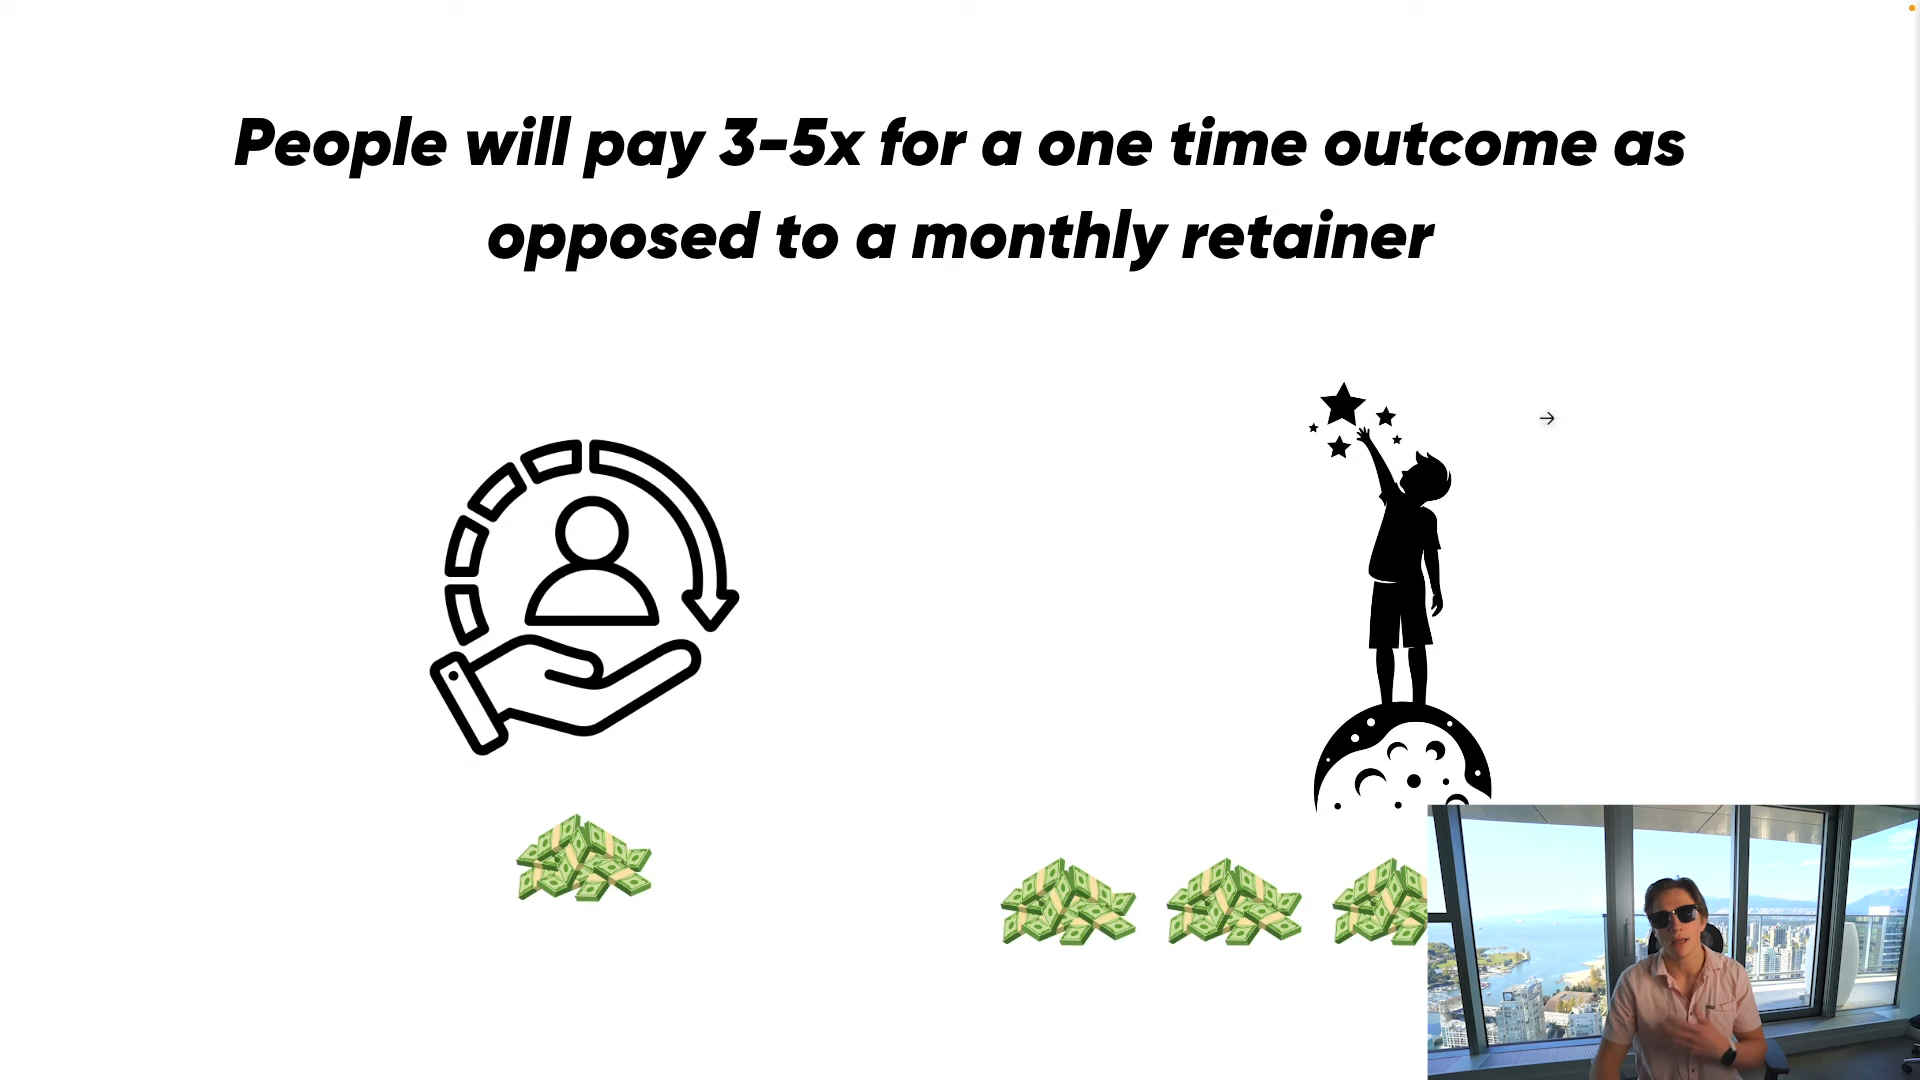 People will pay 3-5x for a one time outcome as
opposed to a monthly retainer